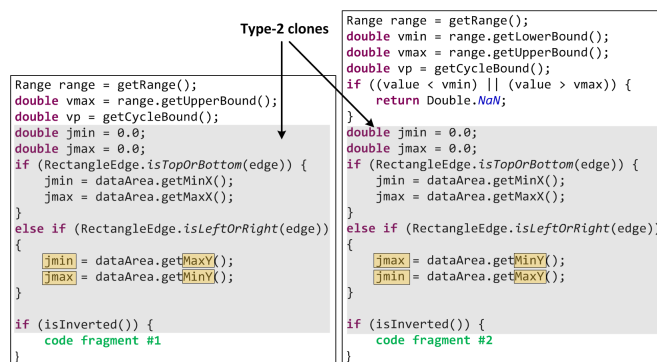 Type-2 clones
Range range = getRange();
double vmax = range.getUpperBound();
double vp = getCycleBound();
double jmin = 0.0;
double jmax = 0.0;
if (RectangleEdge.isTopOrBottom(edge)) {
jmin = dataArea.getMinX();
jmax = dataArea.getMaxX();
}
else if (RectangleEdge.isLeftOrRight(edge))
{
jmin = dataArea.getMaxY();
jmax = dataArea.getMinY();
}
if (isInverted()) {
code fragment #1
}
Range range = getRange();
double vmin = range.getLowerBound();
double vmax = range.getUpperBound();
double vp = getCycleBound();
if ((value < vmin) || (value > vmax)) {
return Double.NaN;
}
double jmin = 0.0;
double jmax = 0.0;
if (RectangleEdge.isTopOrBottom(edge)) {
jmin = dataArea.getMinX();
jmax = dataArea.getMaxX();
}
else if (RectangleEdge.isLeftOrRight(edge))
{
jmax = dataArea.getMinY();
jmin = dataArea.getMaxY();
}
if (isInverted()) {
code fragment #2
}